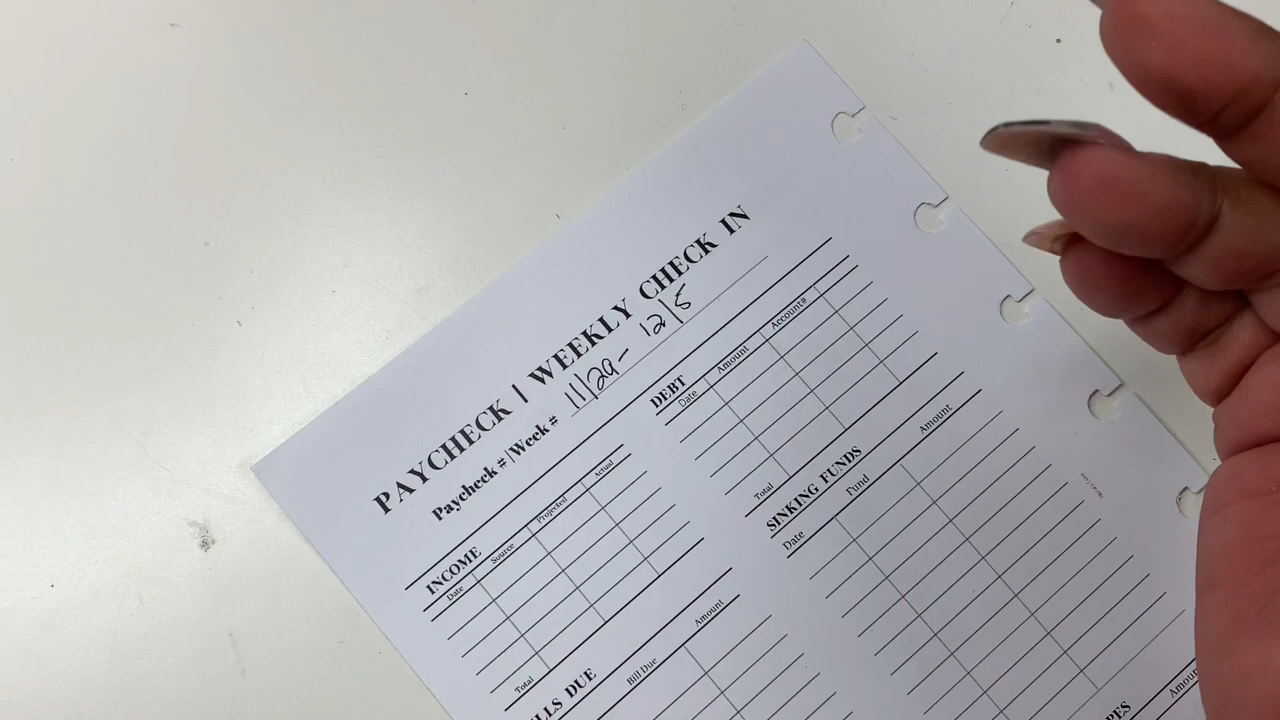 PAYCHECK | WEEKLY CHECK IN
Paycheck #|Week # 11|29 - 12|5
INCOME
Date Source Projected Actual
Total
DEBT
Date Amount Account#
Total
SINKING FUNDS
Date Fund Amount
LLS DUE
Bill Due Amount